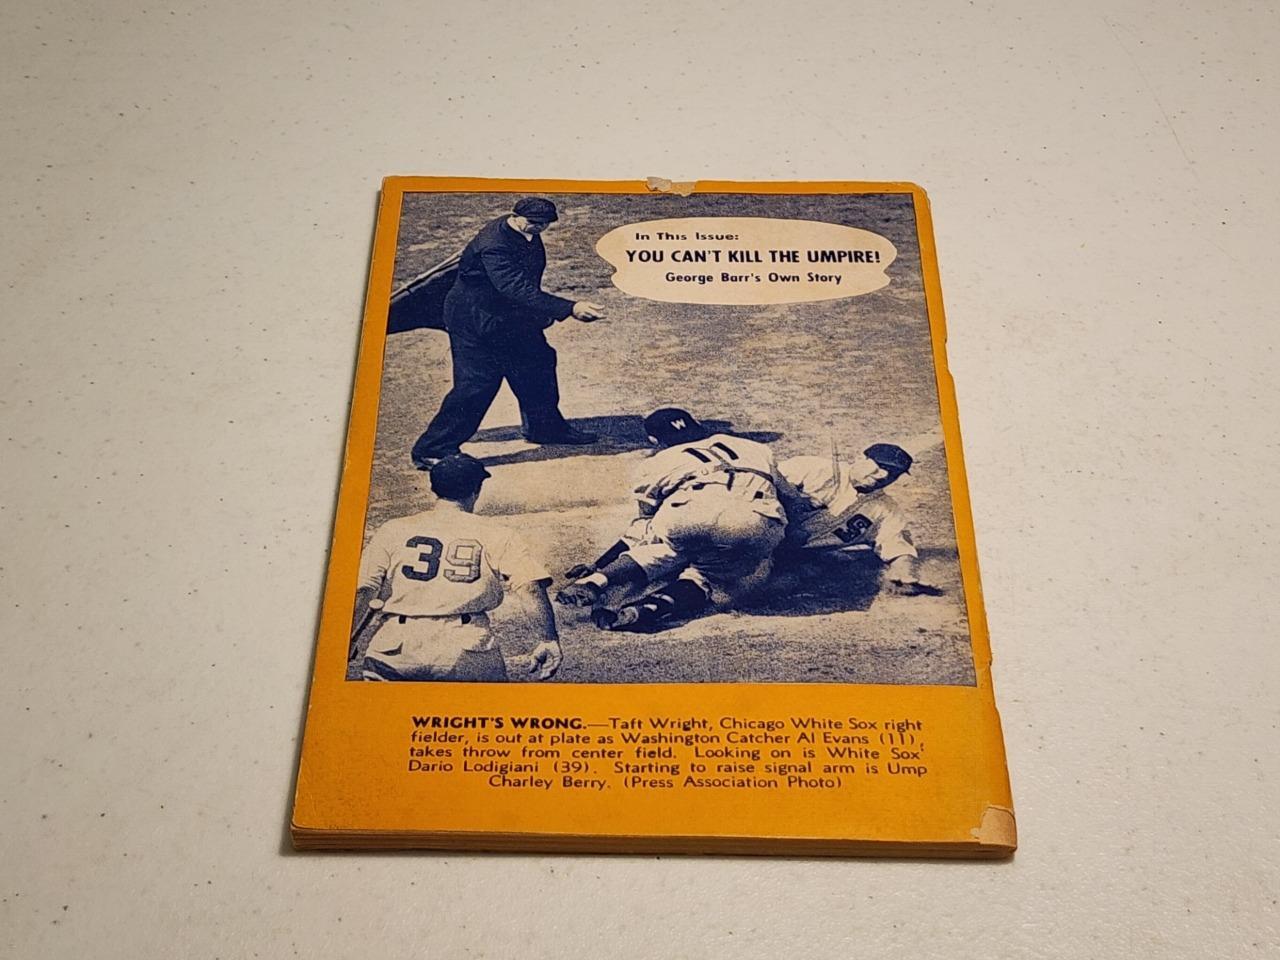 In This Issue:
YOU CAN'T KILL THE UMPIRE!
George Barr's Own Story
W
11
39
WRIGHT'S WRONG.—Taft Wright, Chicago White Sox right
fielder, is out at plate as Washington Catcher Al Evans (11),
takes throw from center field. Looking on is White Sox'
Dario Lodigiani (39). Starting to raise signal arm is Ump
Charley Berry. (Press Association Photo)